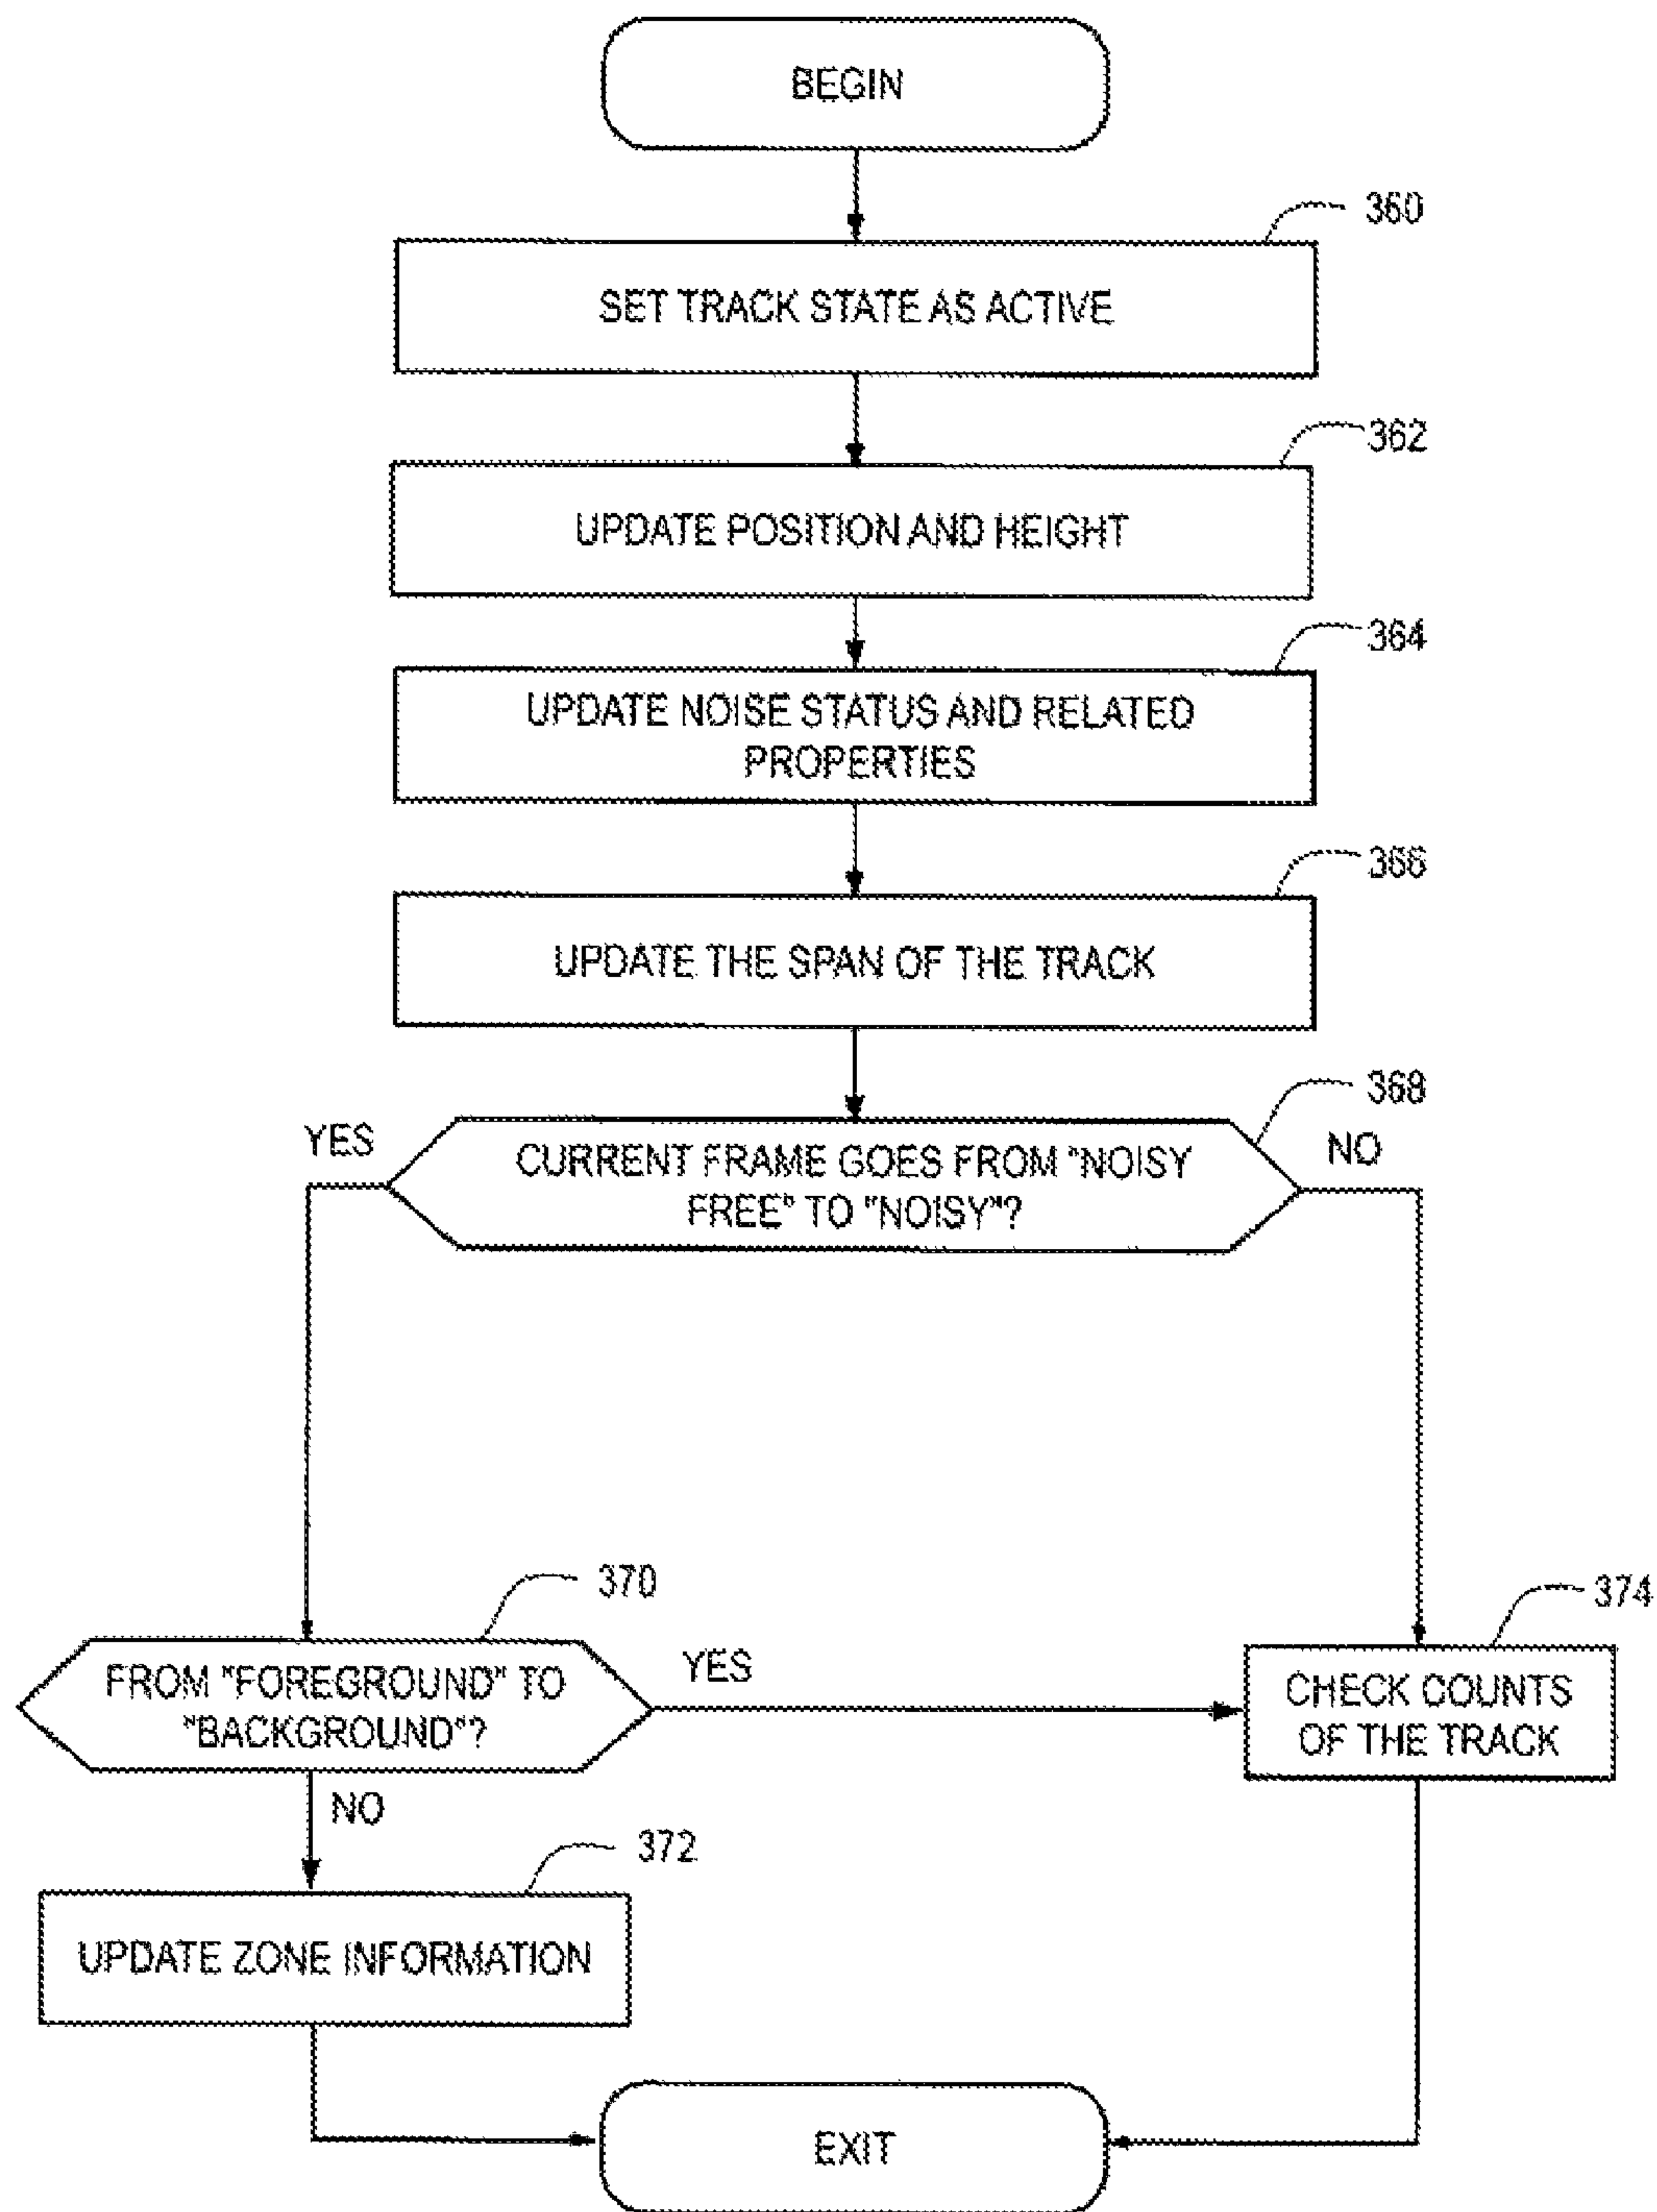 BEGIN
360
SET TRACK STATE AS ACTIVE
362
UPDATE POSITION AND HEIGHT
364
UPDATE NOISE STATUS AND RELATED
PROPERTIES
366
UPDATE THE SPAN OF THE TRACK
368
YES
CURRENT FRAME GOES FROM "NOISY
FREE" TO "NOISY"?
NO
370
374
FROM "FOREGROUND" TO
"BACKGROUND"?
YES
CHECK COUNTS
OF THE TRACK
NO
372
UPDATE ZONE INFORMATION
EXIT